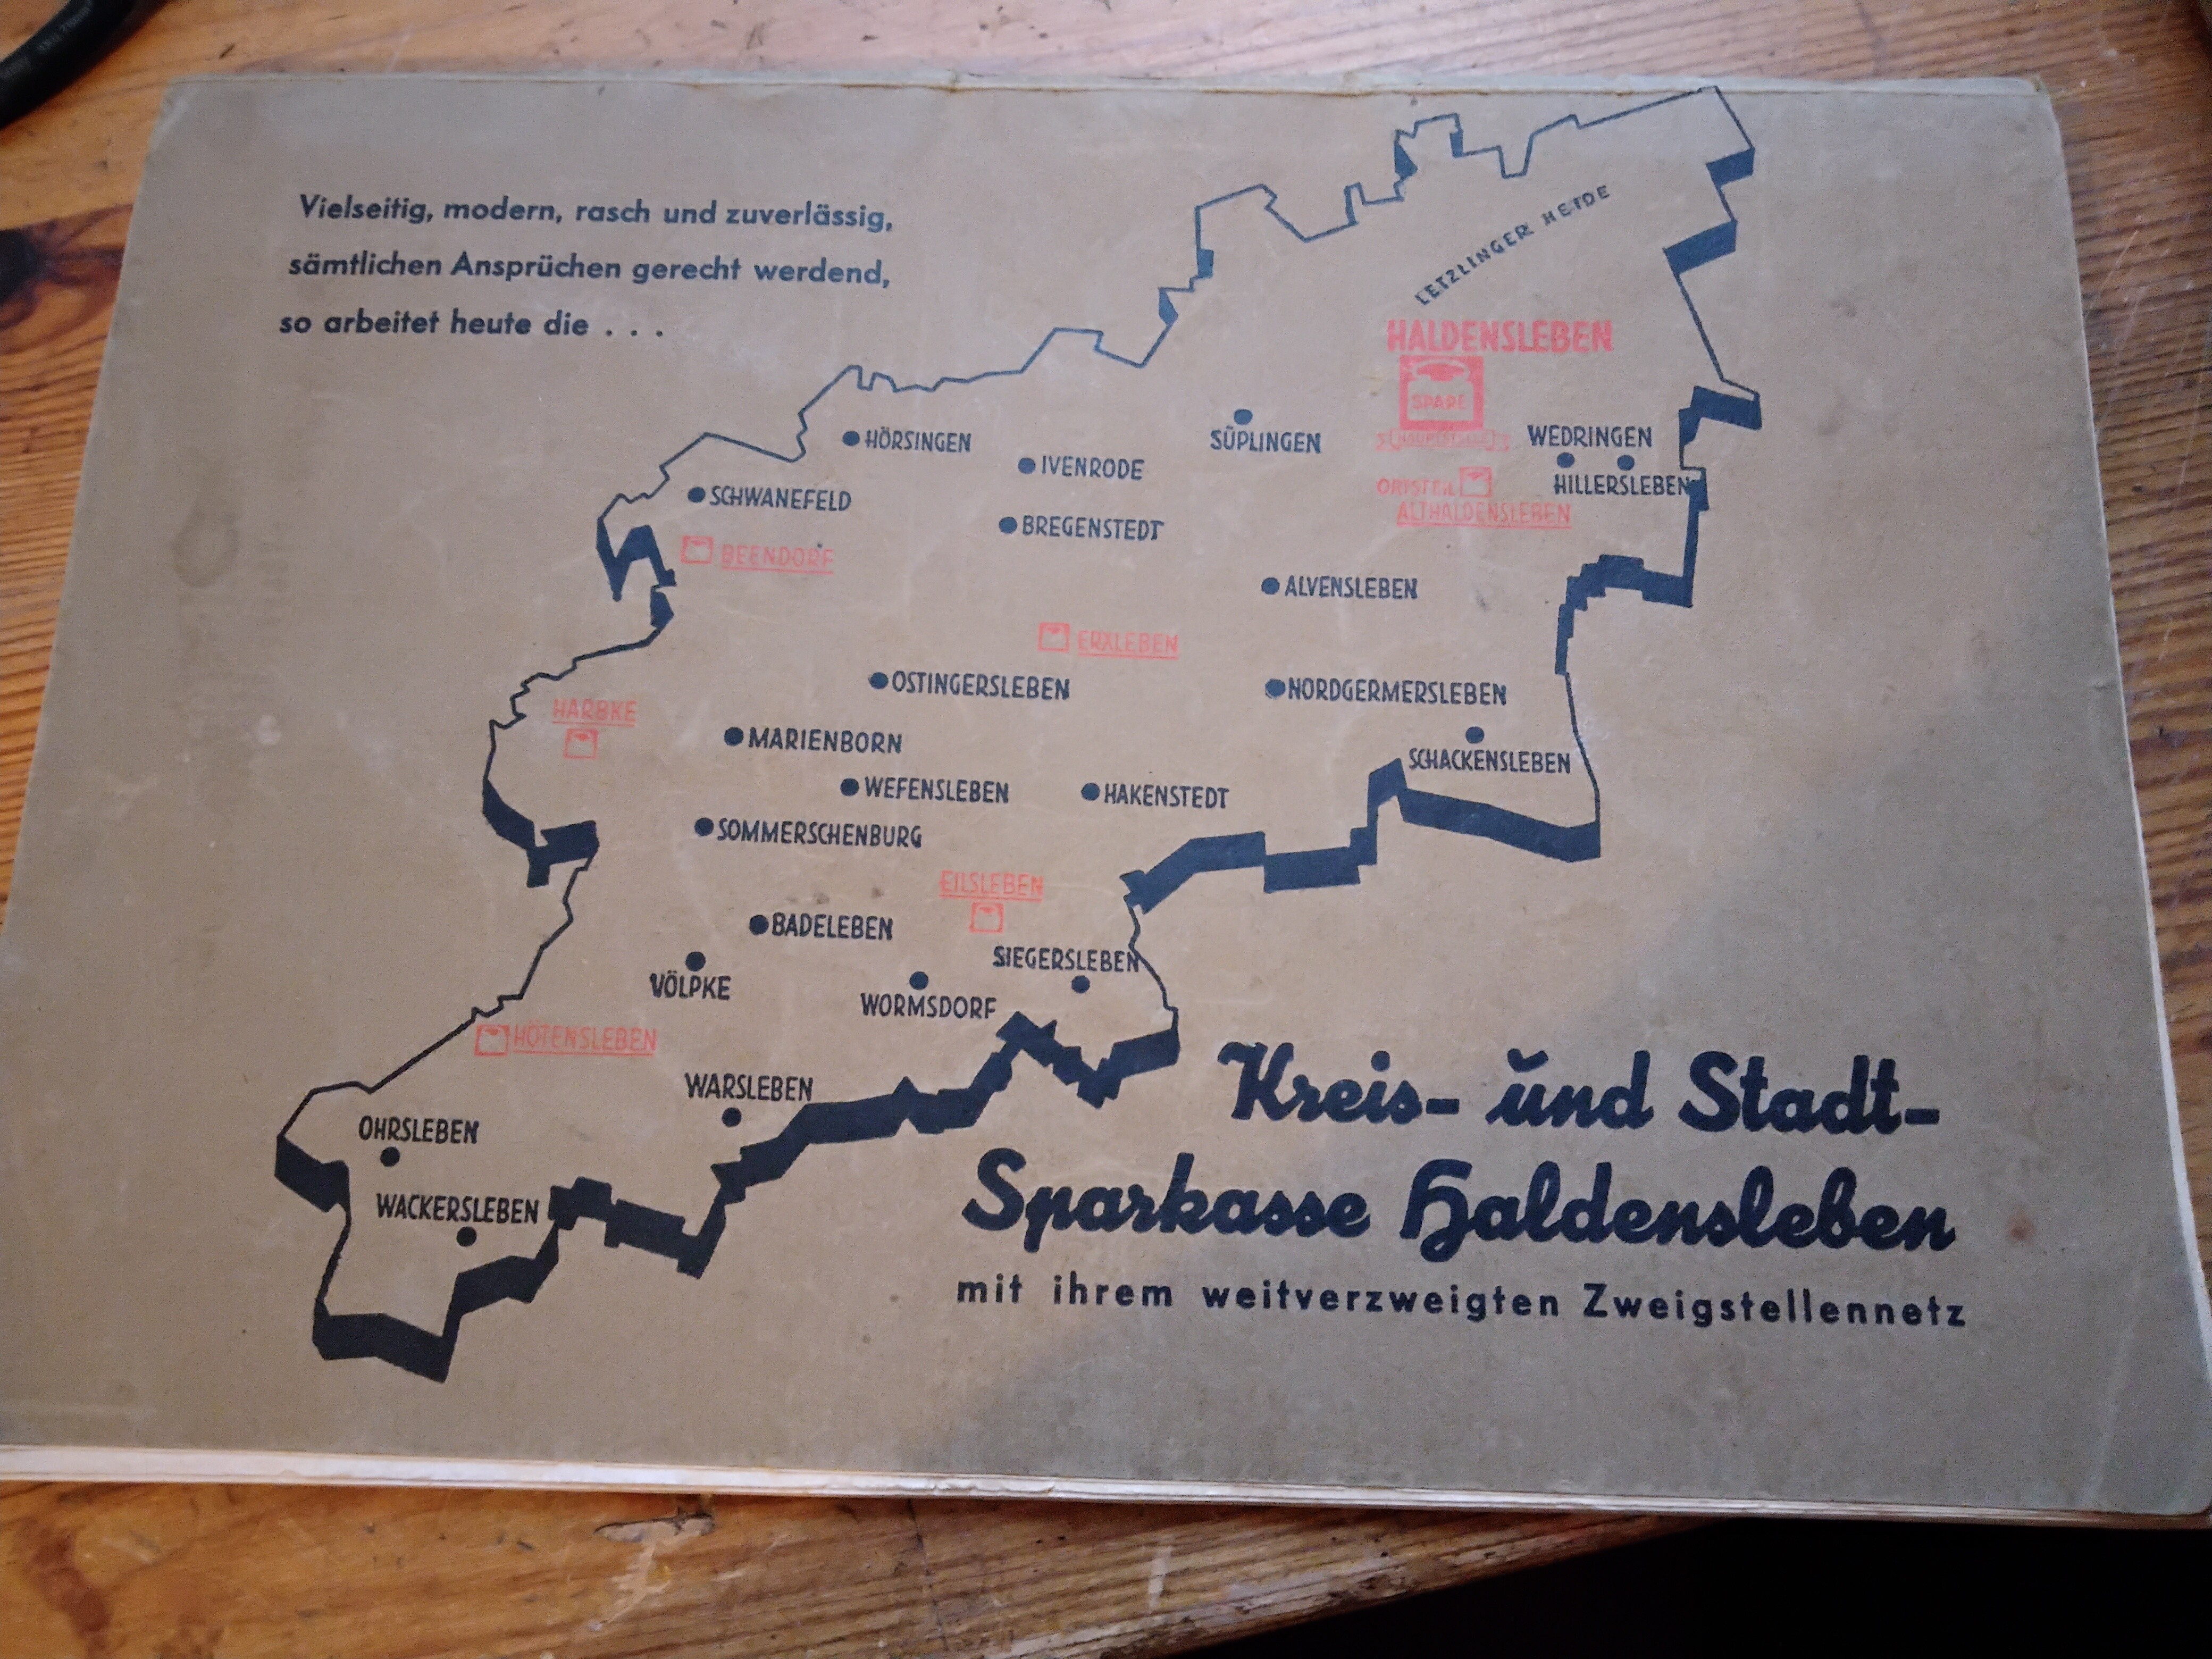 Vielseitig, modern, rasch und zuverlässig,
sämtlichen Ansprüchen gerecht werdend,
so arbeitet heute die . . .
LETZLINGER HEIDE
HALDENSLEBEN
SPARE
HAUPTSTELLE
HÖRSINGEN
SÜPLINGEN
WEDRINGEN
IVENRODE
HILLERSLEBEN
SCHWANEFELD
ORTSTEIL
ALTHALDENSLEBEN
BREGENSTEDT
BEENDORF
ALVENSLEBEN
ERXLEBEN
OSTINGERSLEBEN
NORDGERMERSLEBEN
HARBKE
MARIENBORN
SCHACKENSLEBEN
WEFENSLEBEN
HAKENSTEDT
SOMMERSCHENBURG
EILSLEBEN
BADELEBEN
SIEGERSLEBEN
VÖLPKE
WORMSDORF
HÖTENSLEBEN
WARSLEBEN
OHRSLEBEN
WACKERSLEBEN
Kreis- und Stadt-
Sparkasse Haldensleben
mit ihrem weitverzweigten Zweigstellennetz